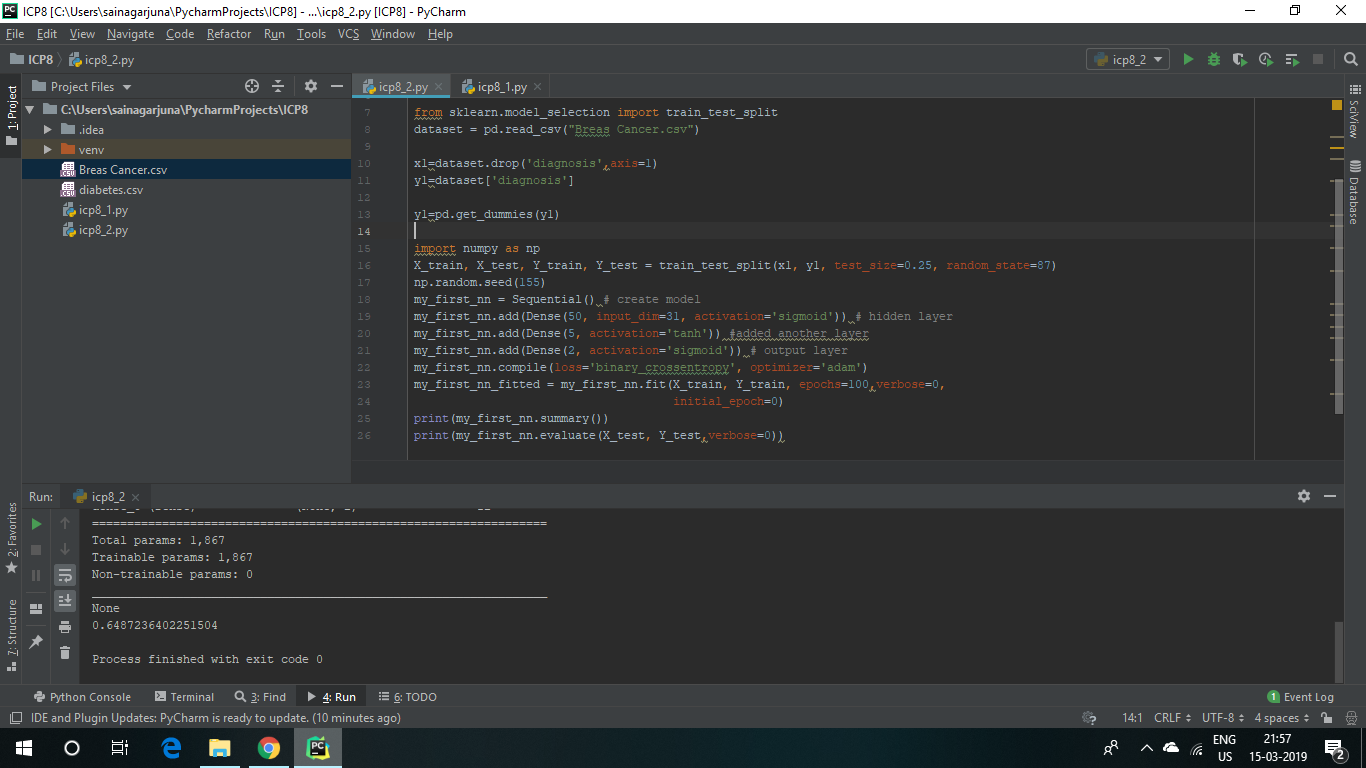 ICP8 [C:\Users\sainagarjuna\PycharmProjects\ICP8] - ...\icp8_2.py [ICP8] - PyCharm
File Edit View Navigate Code Refactor Run Tools VCS Window Help
ICP8 icp8_2.py
icp8_2
Project Files
icp8_2.py icp8_1.py
1: Project
C:\Users\sainagarjuna\PycharmProjects\ICP8
.idea
venv
Breas Cancer.csv
diabetes.csv
icp8_1.py
icp8_2.py
7 from sklearn.model_selection import train_test_split
8 dataset = pd.read_csv("Breas Cancer.csv")
9
10 x1=dataset.drop('diagnosis',axis=1)
11 y1=dataset['diagnosis']
12
13 y1=pd.get_dummies(y1)
14
15 import numpy as np
16 X_train, X_test, Y_train, Y_test = train_test_split(x1, y1, test_size=0.25, random_state=87)
17 np.random.seed(155)
18 my_first_nn = Sequential() # create model
19 my_first_nn.add(Dense(50, input_dim=31, activation='sigmoid')) # hidden layer
20 my_first_nn.add(Dense(5, activation='tanh')) #added another layer
21 my_first_nn.add(Dense(2, activation='sigmoid')) # output layer
22 my_first_nn.compile(loss='binary_crossentropy', optimizer='adam')
23 my_first_nn_fitted = my_first_nn.fit(X_train, Y_train, epochs=100,verbose=0,
24 initial_epoch=0)
25 print(my_first_nn.summary())
26 print(my_first_nn.evaluate(X_test, Y_test,verbose=0))
SciView
Database
Run: icp8_2
2: Favorites
7: Structure
=================================================================
Total params: 1,867
Trainable params: 1,867
Non-trainable params: 0
_________________________________________________________________
None
0.6487236402251504
Process finished with exit code 0
Python Console Terminal 3: Find 4: Run 6: TODO 1 Event Log
IDE and Plugin Updates: PyCharm is ready to update. (10 minutes ago) 14:1 CRLF UTF-8 4 spaces
ENG
US
21:57
15-03-2019
2